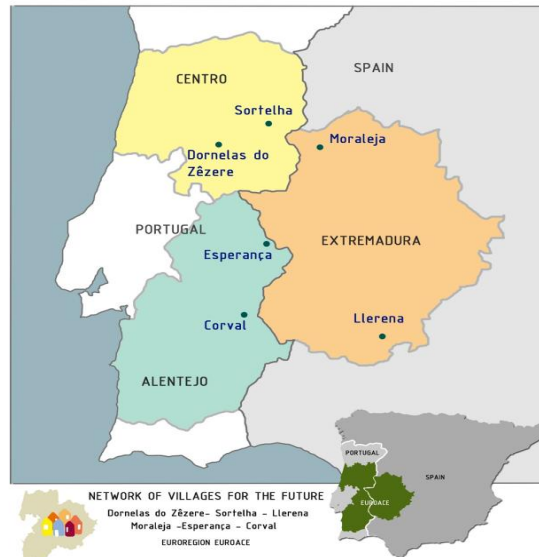 CENTRO
SPAIN
Sortelha
Moraleja
Dornelas do
Zêzere
PORTUGAL
EXTREMADURA
Esperança
Corval
Llerena
ALENTEJO
PORTUGAL
SPAIN
EUROACE
NETWORK OF VILLAGES FOR THE FUTURE
Dornelas do Zêzere- Sortelha - Llerena
Moraleja -Esperança - Corval
EUROREGION EUROACE